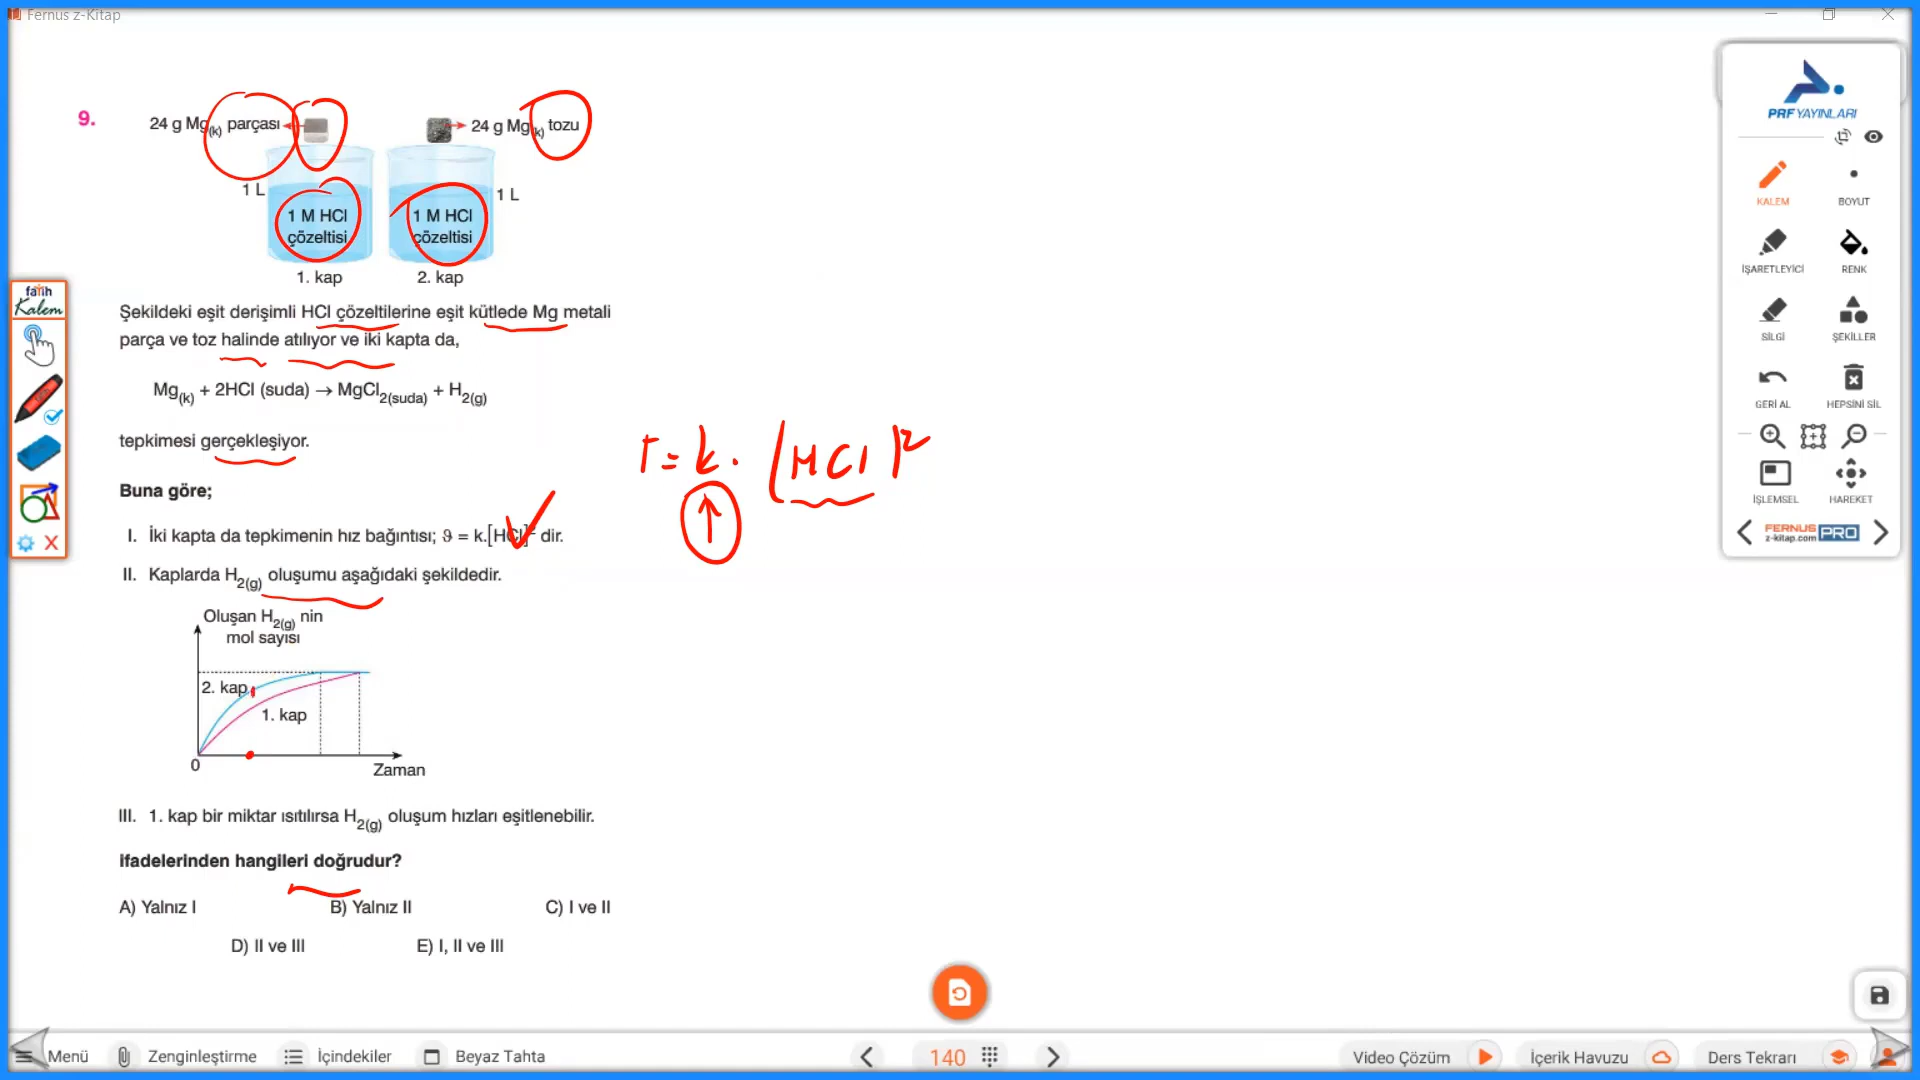 Fernus z-Kitap
9.
24 g Mg(k) parçası
24 g Mg(k) tozu
1 L
1 L
1 M HCl
çözeltisi
1 M HCl
çözeltisi
1. kap
2. kap
Şekildeki eşit derişimli HCl çözeltilerine eşit kütlede Mg metali
parça ve toz halinde atılıyor ve iki kapta da,
Mg(k) + 2HCl (suda) → MgCl2(suda) + H2(g)
tepkimesi gerçekleşiyor.
r = k . [HCl]²
Buna göre;
I. İki kapta da tepkimenin hız bağıntısı; ϑ = k.[HCl]² dir.
II. Kaplarda H2(g) oluşumu aşağıdaki şekildedir.
Oluşan H2(g) nin
mol sayısı
2. kap
1. kap
0
Zaman
III. 1. kap bir miktar ısıtılırsa H2(g) oluşum hızları eşitlenebilir.
ifadelerinden hangileri doğrudur?
A) Yalnız I
B) Yalnız II
C) I ve II
D) II ve III
E) I, II ve III
fatih
Kalem
PRF YAYINLARI
KALEM
BOYUT
İŞARETLEYİCİ
RENK
SİLGİ
ŞEKİLLER
GERİ AL
HEPSİNİ SİL
İŞLEMSEL
HAREKET
FERNUS
z-kitap.com PRO
Menü
Zenginleştirme
İçindekiler
Beyaz Tahta
140
Video Çözüm
İçerik Havuzu
Ders Tekrarı